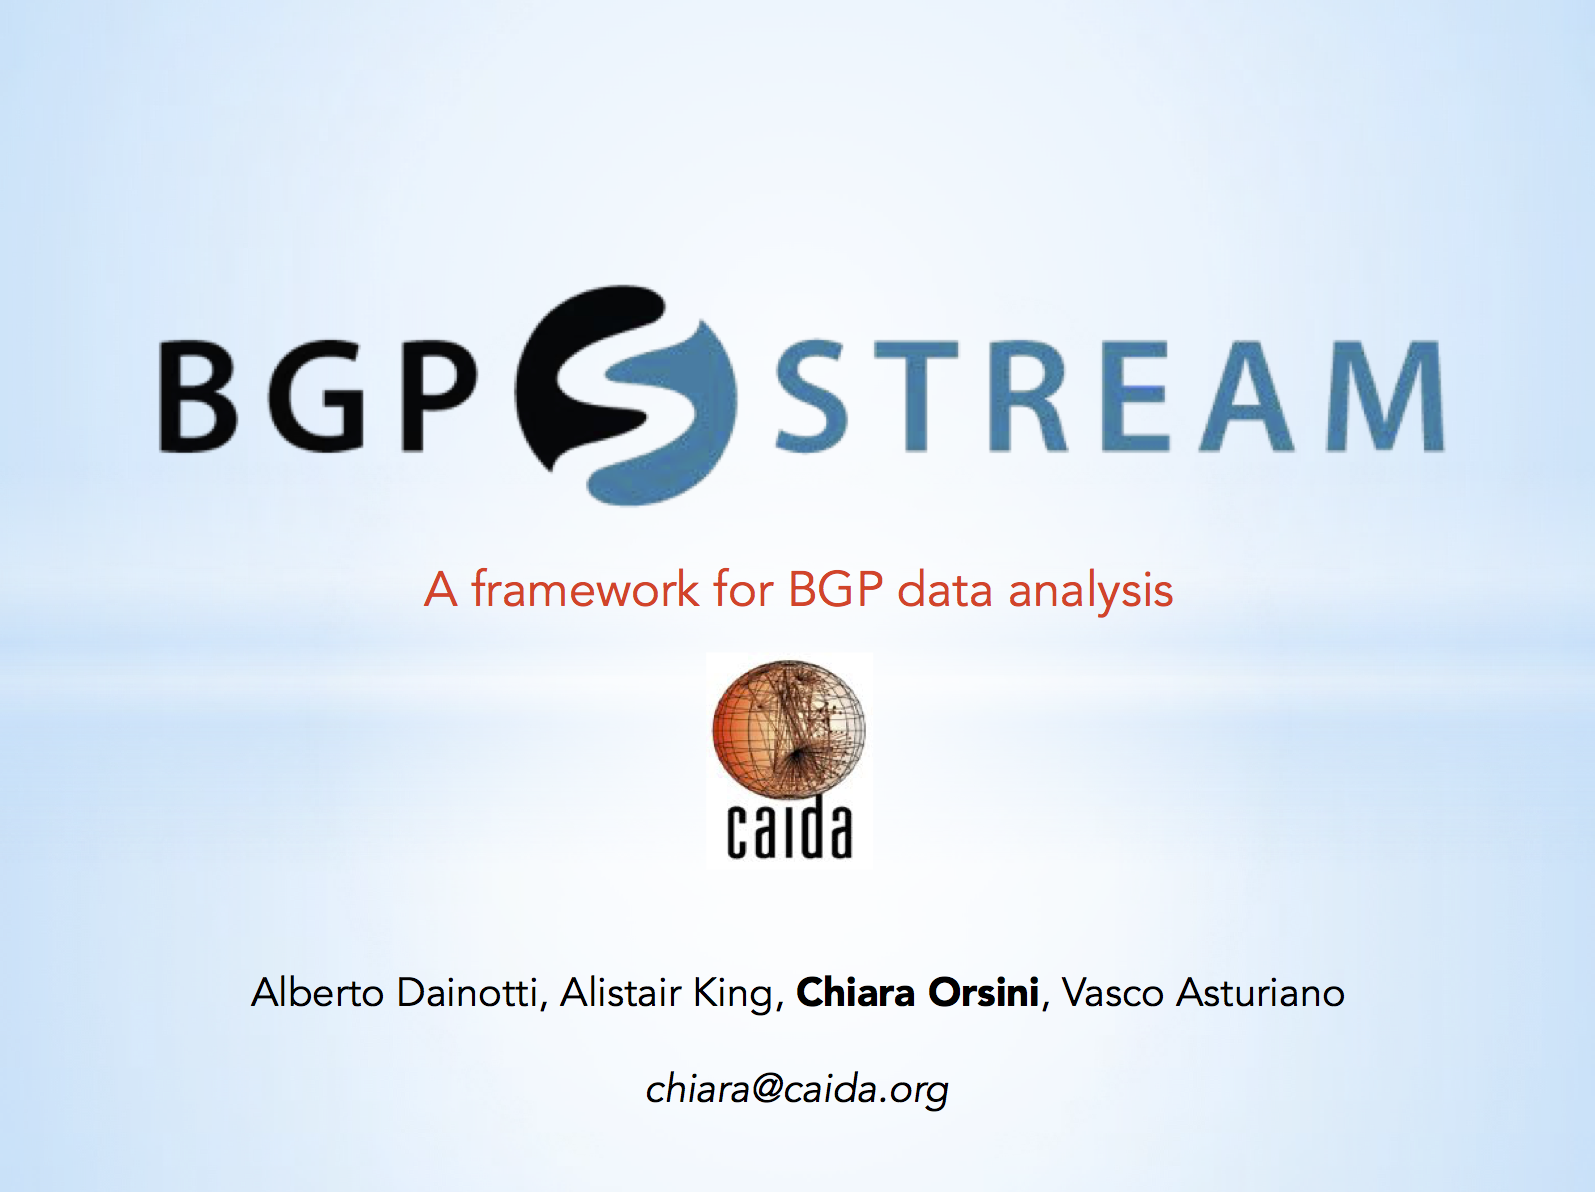 BGP STREAM
A framework for BGP data analysis
caida
Alberto Dainotti, Alistair King, Chiara Orsini, Vasco Asturiano
chiara@caida.org